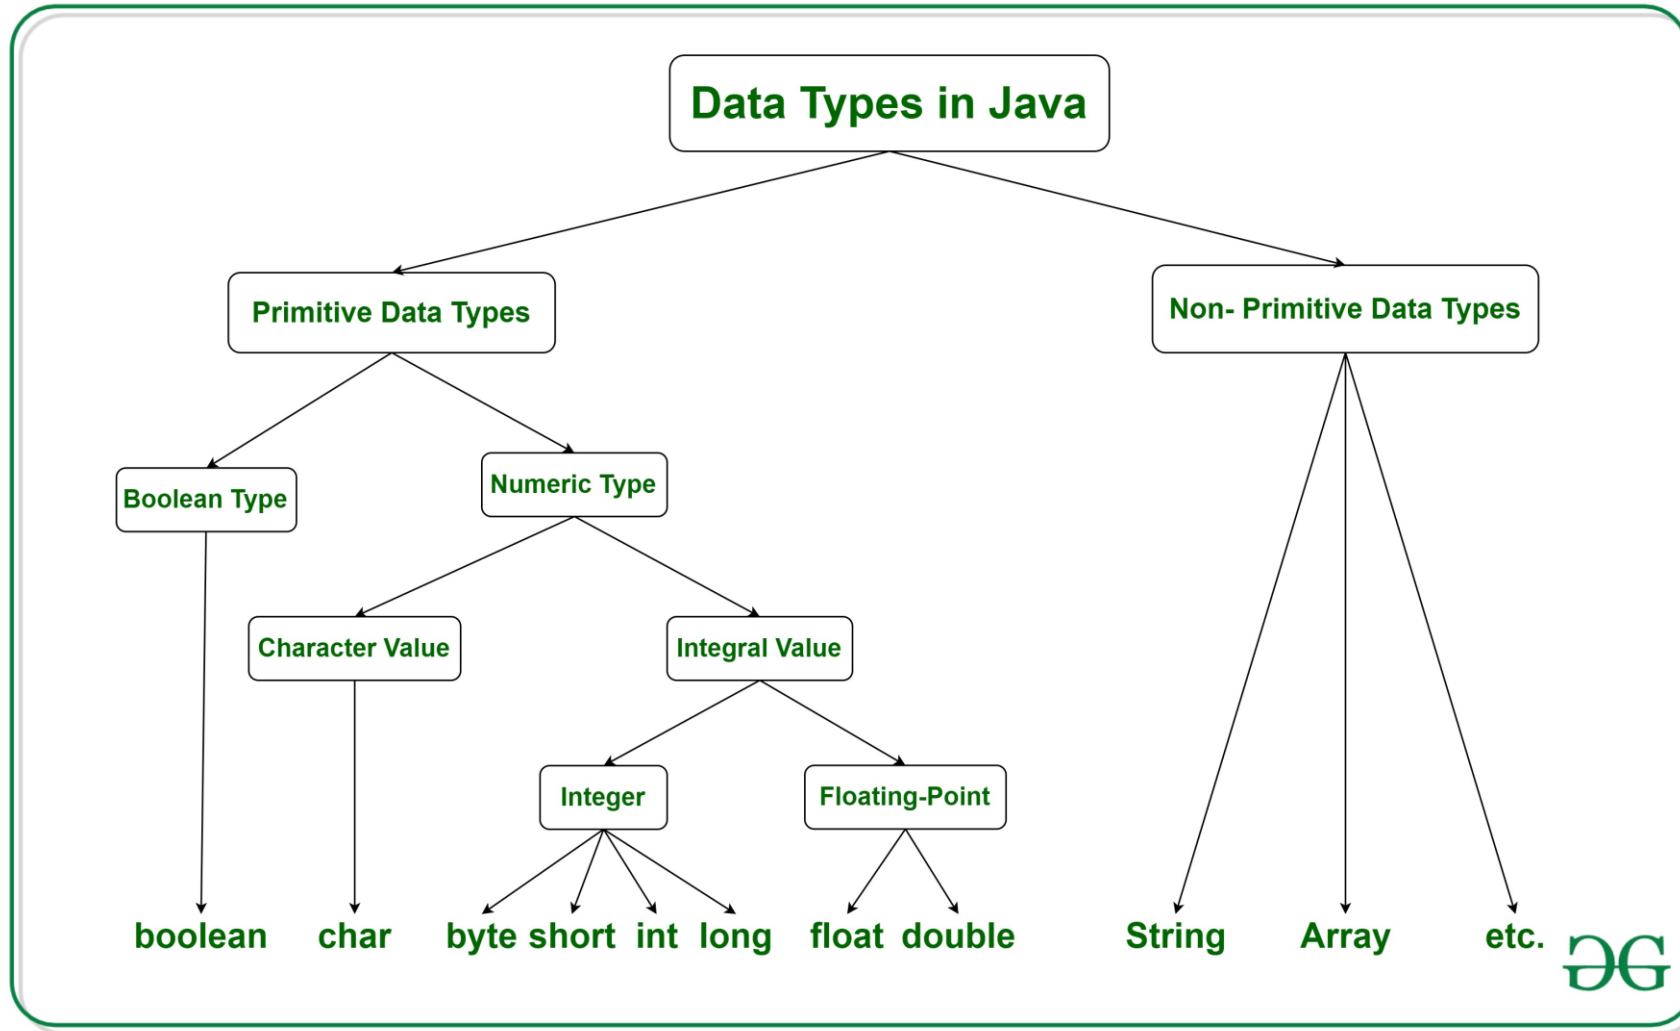 Data Types in Java
Primitive Data Types
Non- Primitive Data Types
Boolean Type
Numeric Type
Character Value
Integral Value
Integer
Floating-Point
boolean char byte short int long float double String Array etc.